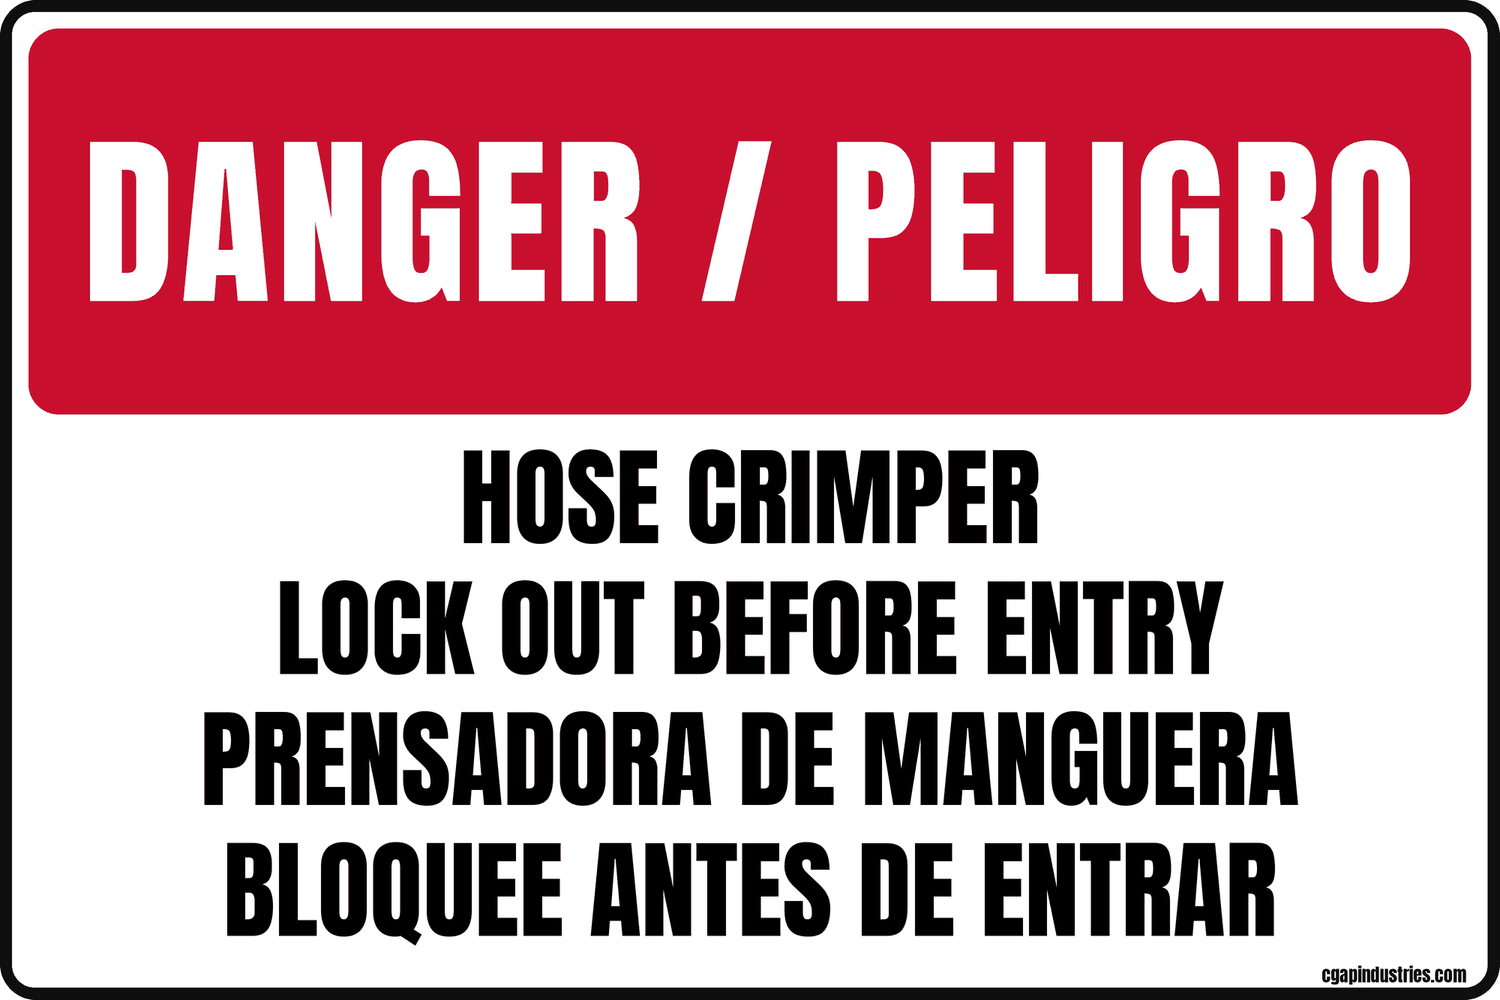 DANGER / PELIGRO
HOSE CRIMPER
LOCK OUT BEFORE ENTRY
PRENSADORA DE MANGUERA
BLOQUEE ANTES DE ENTRAR
cgapindustries.com